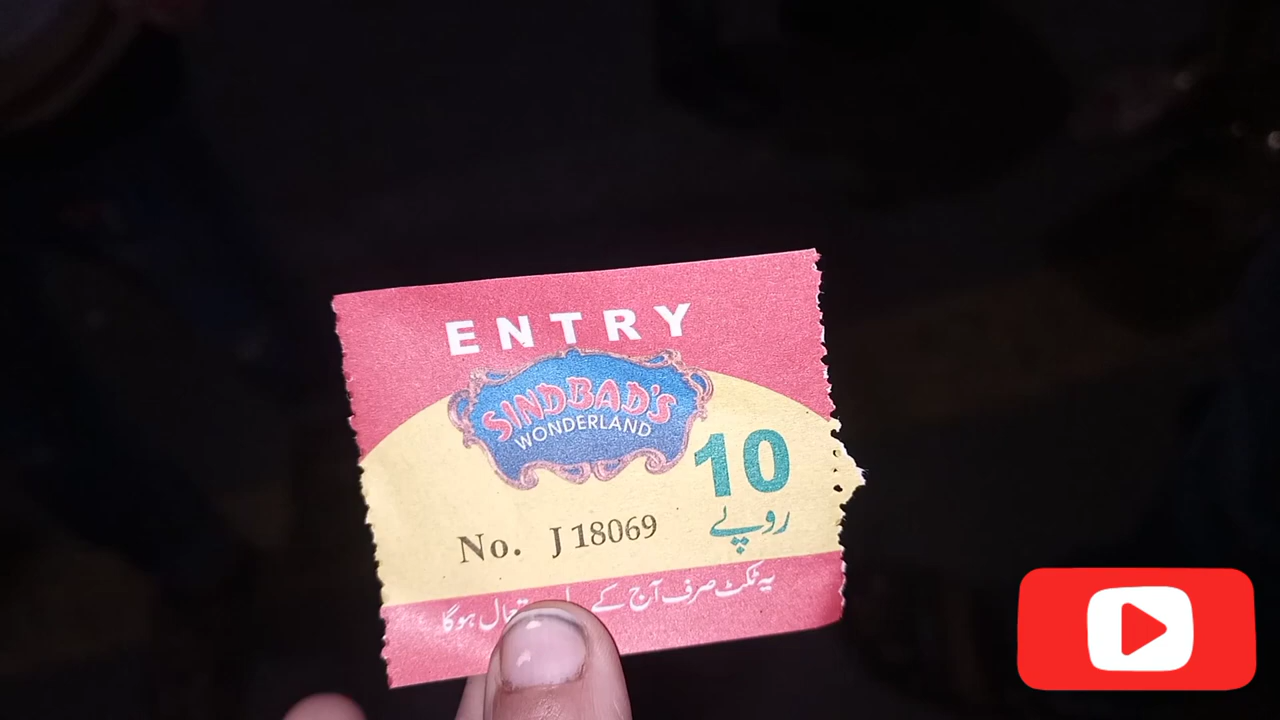 ENTRY
SINDBAD'S
WONDERLAND
10
روپے
No. J 18069
یہ ٹکٹ صرف آج کے ہوگا